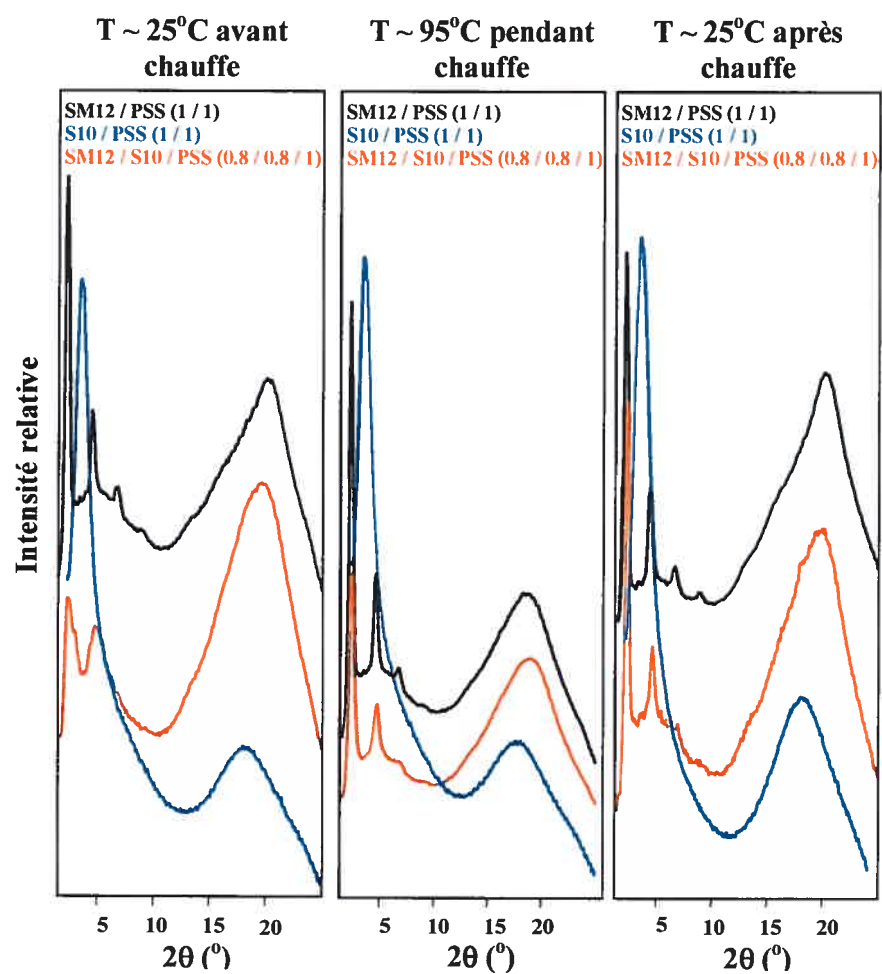 T ~ 25°C avant
chauffe
T ~ 95°C pendant
chauffe
T ~ 25°C après
chauffe
SM12 / PSS (1 / 1)
S10 / PSS (1 / 1)
SM12 / S10 / PSS (0.8 / 0.8 / 1)
SM12 / PSS (1 / 1)
S10 / PSS (1 / 1)
SM12 / S10 / PSS (0.8 / 0.8 / 1)
SM12 / PSS (1 / 1)
S10 / PSS (1 / 1)
SM12 / S10 / PSS (0.8 / 0.8 / 1)
Intensité relative
5 10 15 20
5 10 15 20
5 10 15 20
2θ (°)
2θ (°)
2θ (°)